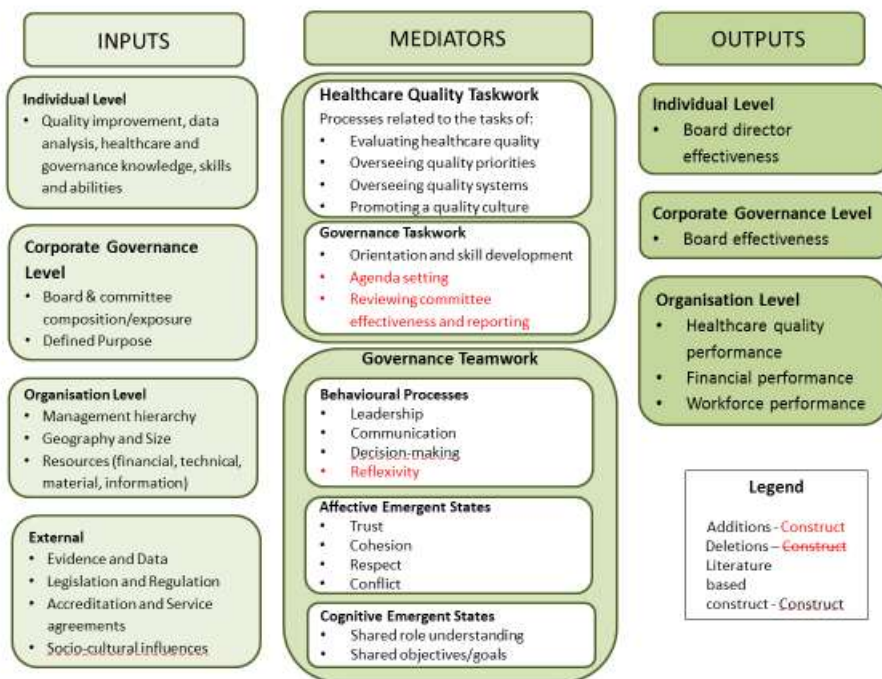 INPUTS
Individual Level
• Quality improvement, data
analysis, healthcare and
governance knowledge, skills
and abilities
Corporate Governance
Level
• Board & committee
composition/exposure
• Defined Purpose
Organisation Level
• Management hierarchy
• Geography and Size
• Resources (financial, technical,
material, information)
External
• Evidence and Data
• Legislation and Regulation
• Accreditation and Service
agreements
• Socio-cultural influences
MEDIATORS
Healthcare Quality Taskwork
Processes related to the tasks of:
• Evaluating healthcare quality
• Overseeing quality priorities
• Overseeing quality systems
• Promoting a quality culture
Governance Taskwork
• Orientation and skill development
• Agenda setting
• Reviewing committee
effectiveness and reporting
Governance Teamwork
Behavioural Processes
• Leadership
• Communication
• Decision-making
• Reflexivity
Affective Emergent States
• Trust
• Cohesion
• Respect
• Conflict
Cognitive Emergent States
• Shared role understanding
• Shared objectives/goals
OUTPUTS
Individual Level
• Board director
effectiveness
Corporate Governance Level
• Board effectiveness
Organisation Level
• Healthcare quality
performance
• Financial performance
• Workforce performance
Legend
Additions - Construct
Deletions – Construct
Literature
based
construct - Construct